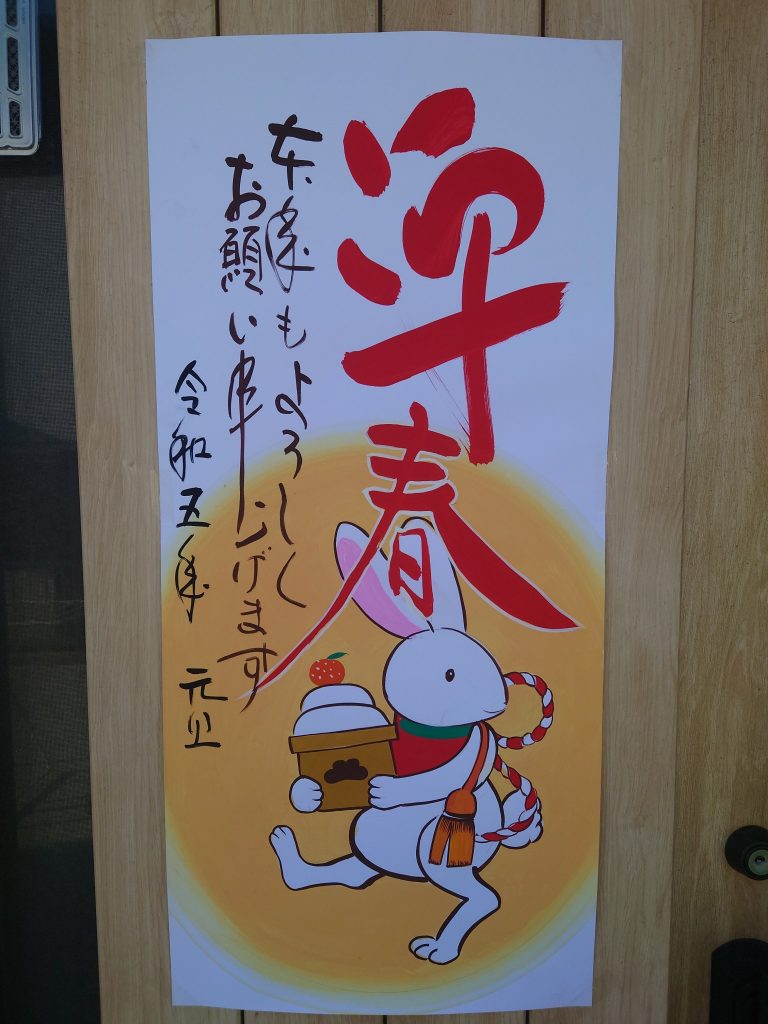 迎春
本年もよろしく
お願い申し上げます
令和五年 元旦